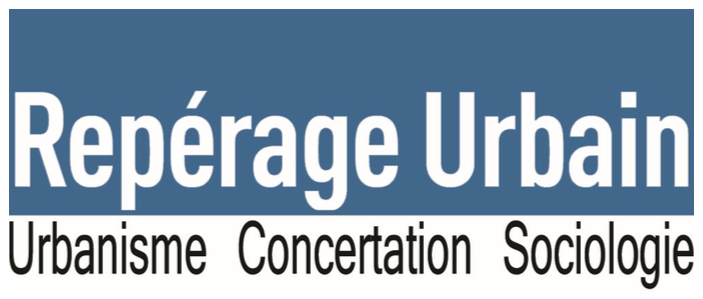 Repérage Urbain
Urbanisme Concertation Sociologie